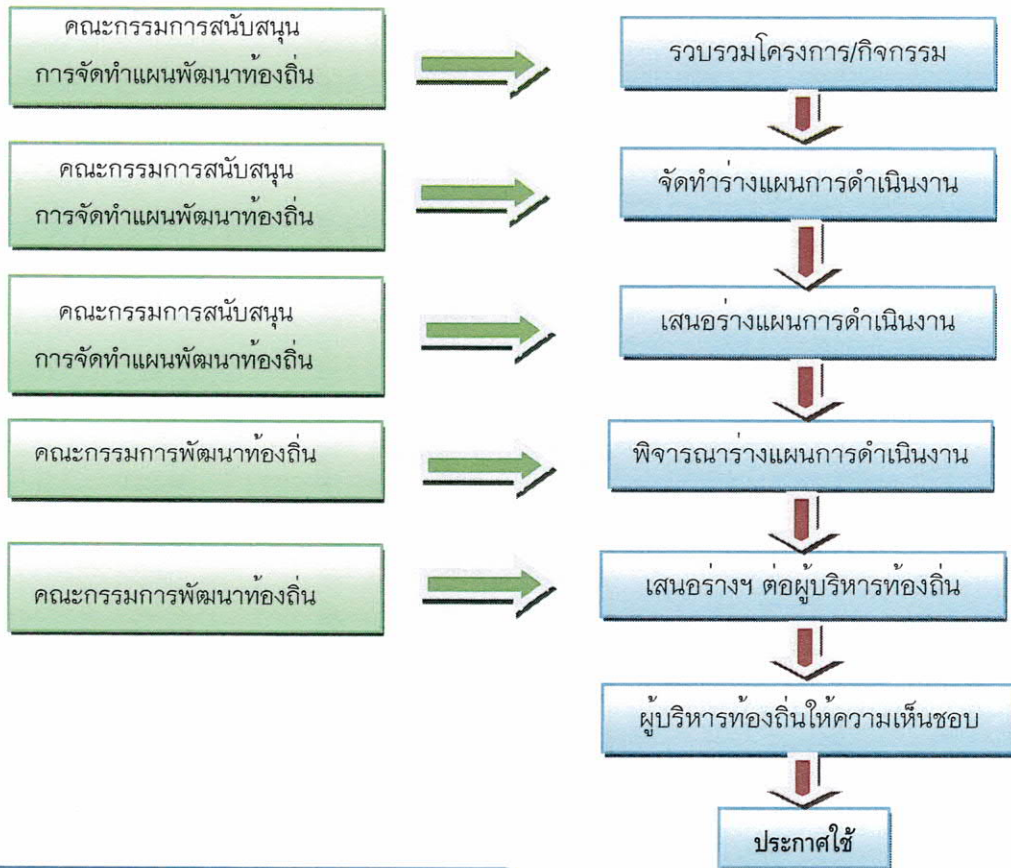 คณะกรรมการสนับสนุน
การจัดทำแผนพัฒนาท้องถิ่น
รวบรวมโครงการ/กิจกรรม
คณะกรรมการสนับสนุน
การจัดทำแผนพัฒนาท้องถิ่น
จัดทำร่างแผนการดำเนินงาน
คณะกรรมการสนับสนุน
การจัดทำแผนพัฒนาท้องถิ่น
เสนอร่างแผนการดำเนินงาน
คณะกรรมการพัฒนาท้องถิ่น
พิจารณาร่างแผนการดำเนินงาน
คณะกรรมการพัฒนาท้องถิ่น
เสนอร่างฯ ต่อผู้บริหารท้องถิ่น
ผู้บริหารท้องถิ่นให้ความเห็นชอบ
ประกาศใช้